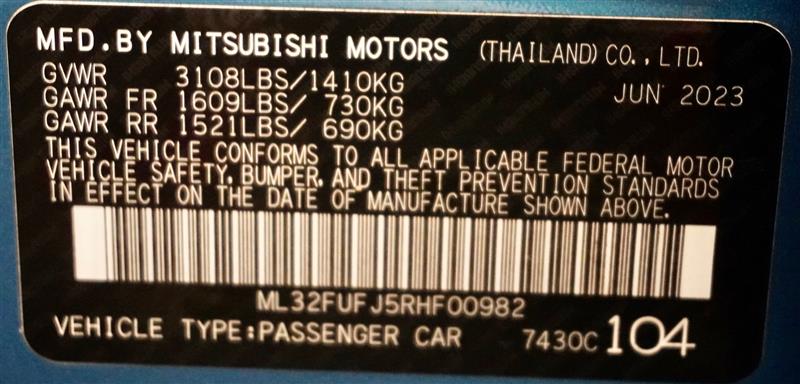 MFD.BY MITSUBISHI MOTORS (THAILAND) CO., LTD.
GVWR 3108LBS/1410KG JUN 2023
GAWR FR 1609LBS/ 730KG
GAWR RR 1521LBS/ 690KG
THIS VEHICLE CONFORMS TO ALL APPLICABLE FEDERAL MOTOR
VEHICLE SAFETY, BUMPER, AND THEFT PREVENTION STANDARDS
IN EFFECT ON THE DATE OF MANUFACTURE SHOWN ABOVE.
ML32FUFJ5RHF00982
VEHICLE TYPE:PASSENGER CAR 7430C 104